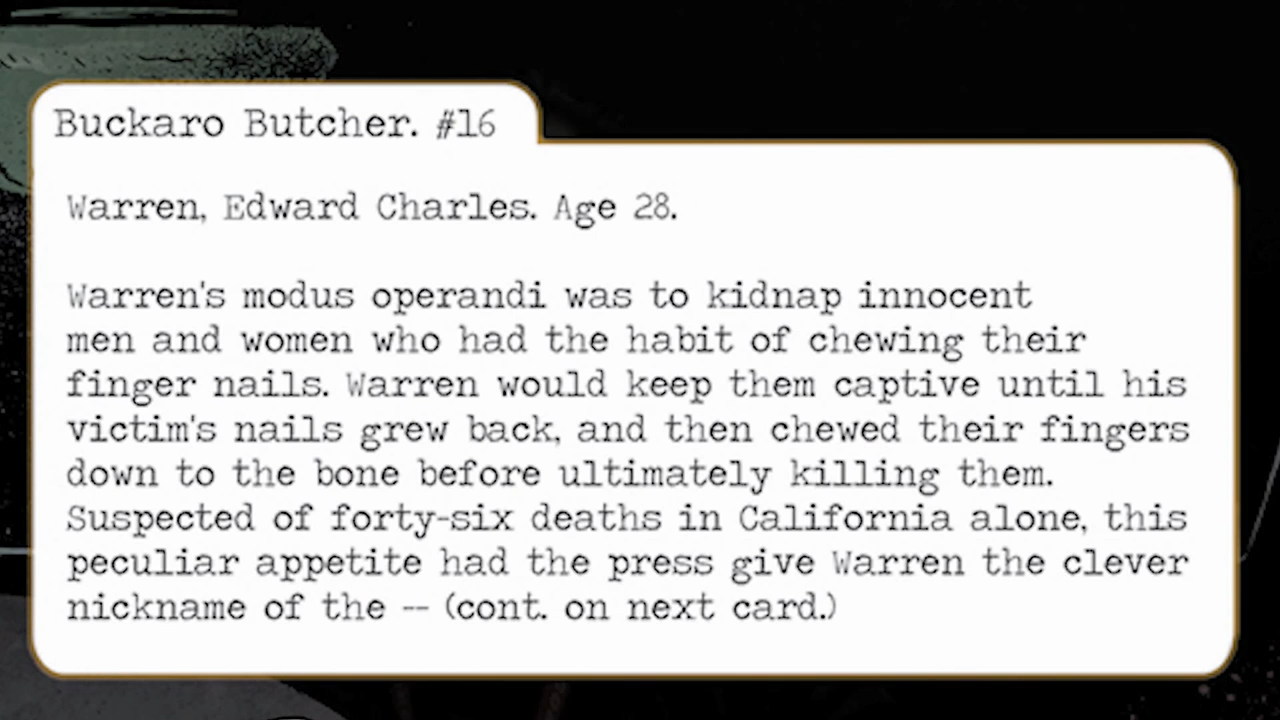 Buckaro Butcher. #16
Warren, Edward Charles. Age 28.
Warren's modus operandi was to kidnap innocent
men and women who had the habit of chewing their
finger nails. Warren would keep them captive until his
victim's nails grew back, and then chewed their fingers
down to the bone before ultimately killing them.
Suspected of forty-six deaths in California alone, this
peculiar appetite had the press give Warren the clever
nickname of the -- (cont. on next card.)